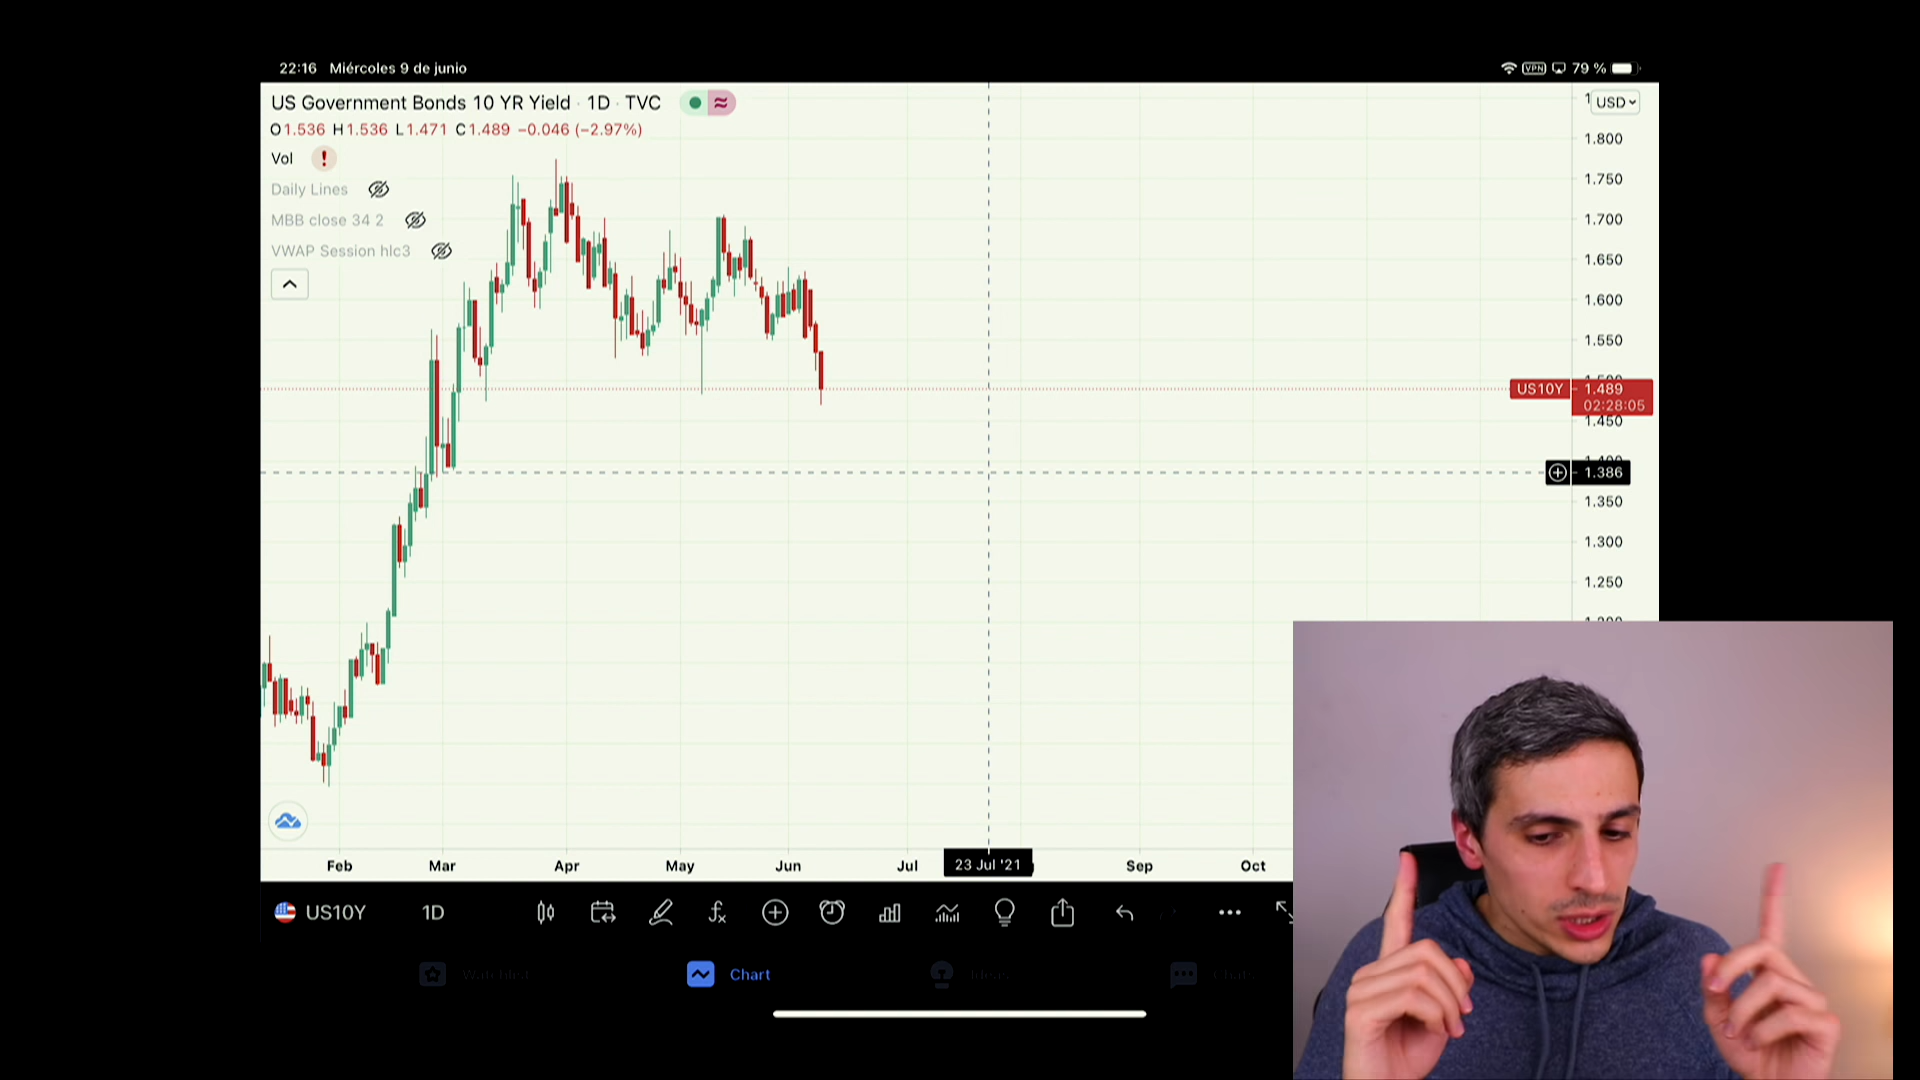 22:16 Miércoles 9 de junio
VPN 79 %
US Government Bonds 10 YR Yield · 1D · TVC
USD
O1.536 H1.536 L1.471 C1.489 −0.046 (−2.97%)
Vol
Daily Lines
MBB close 34 2
VWAP Session hlc3
1.800
1.750
1.700
1.650
1.600
1.550
US10Y 1.489
02:28:05
1.450
1.386
1.350
1.300
1.250
Feb Mar Apr May Jun Jul 23 Jul '21 Sep Oct
US10Y 1D
Watchlist Chart Ideas